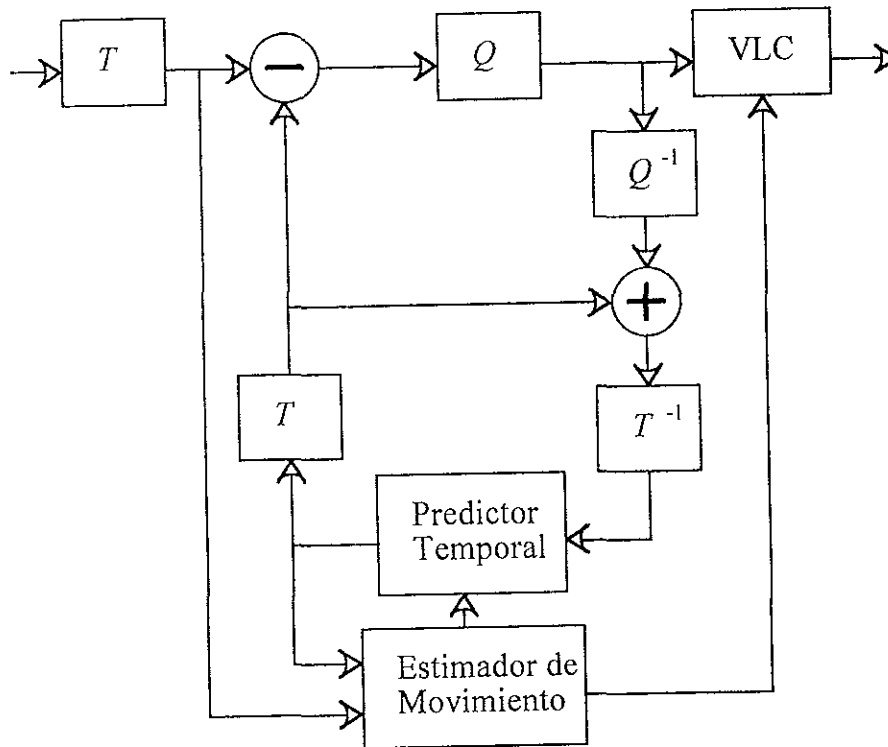 T
−
Q
VLC
Q -1
+
T
T -1
Predictor
Temporal
Estimador de
Movimiento